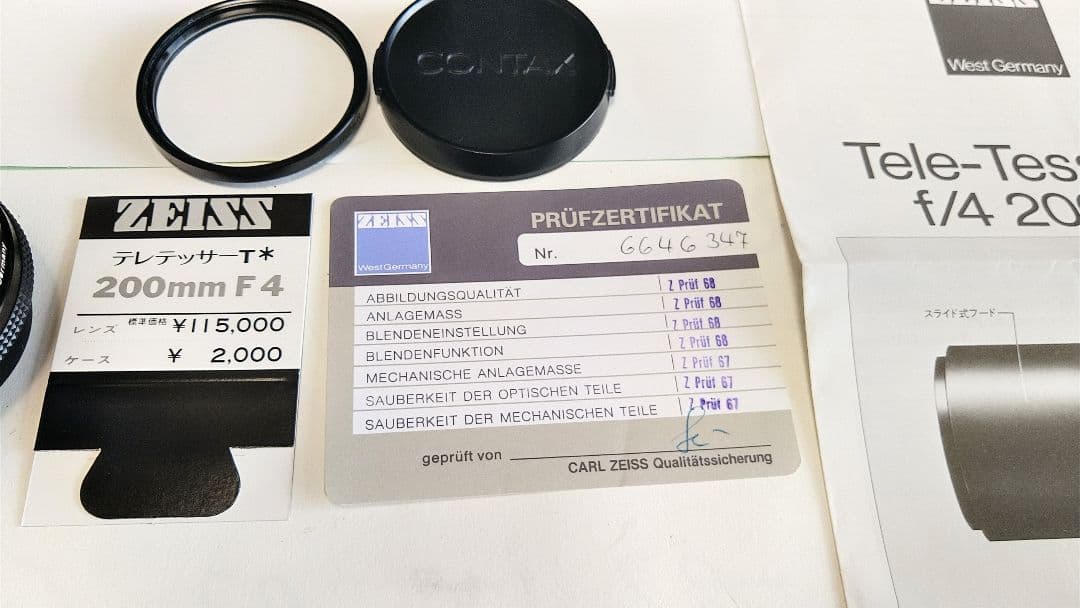 CONTAX
ZEISS
テレテッサーT*
200mm F4
レンズ 標準価格 ¥115,000
ケース ¥ 2,000
ZEISS
West Germany
PRÜFZERTIFIKAT
Nr. 6646347
ABBILDUNGSQUALITÄT Z Prüf 68
ANLAGEMASS Z Prüf 68
BLENDENEINSTELLUNG Z Prüf 68
BLENDENFUNKTION Z Prüf 68
MECHANISCHE ANLAGEMASSE Z Prüf 67
SAUBERKEIT DER OPTISCHEN TEILE Z Prüf 67
SAUBERKEIT DER MECHANISCHEN TEILE Z Prüf 67
geprüft von
CARL ZEISS Qualitätssicherung
West Germany
Tele-Tess
f/4 20
スライド式フード